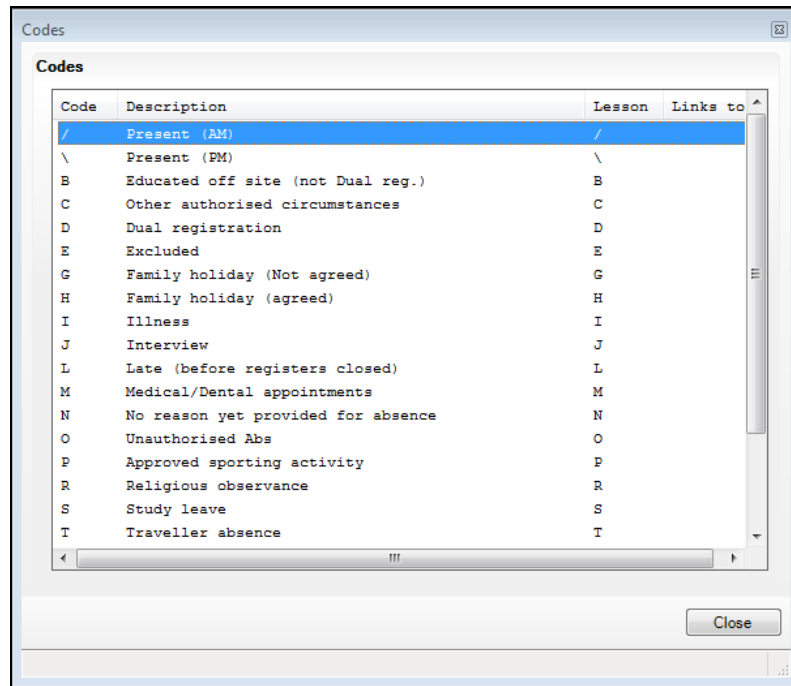 Codes
Codes
Code Description Lesson Links to
/ Present (AM) /
\ Present (PM) \
B Educated off site (not Dual reg.) B
C Other authorised circumstances C
D Dual registration D
E Excluded E
G Family holiday (Not agreed) G
H Family holiday (agreed) H
I Illness I
J Interview J
L Late (before registers closed) L
M Medical/Dental appointments M
N No reason yet provided for absence N
O Unauthorised Abs O
P Approved sporting activity P
R Religious observance R
S Study leave S
T Traveller absence T
Close